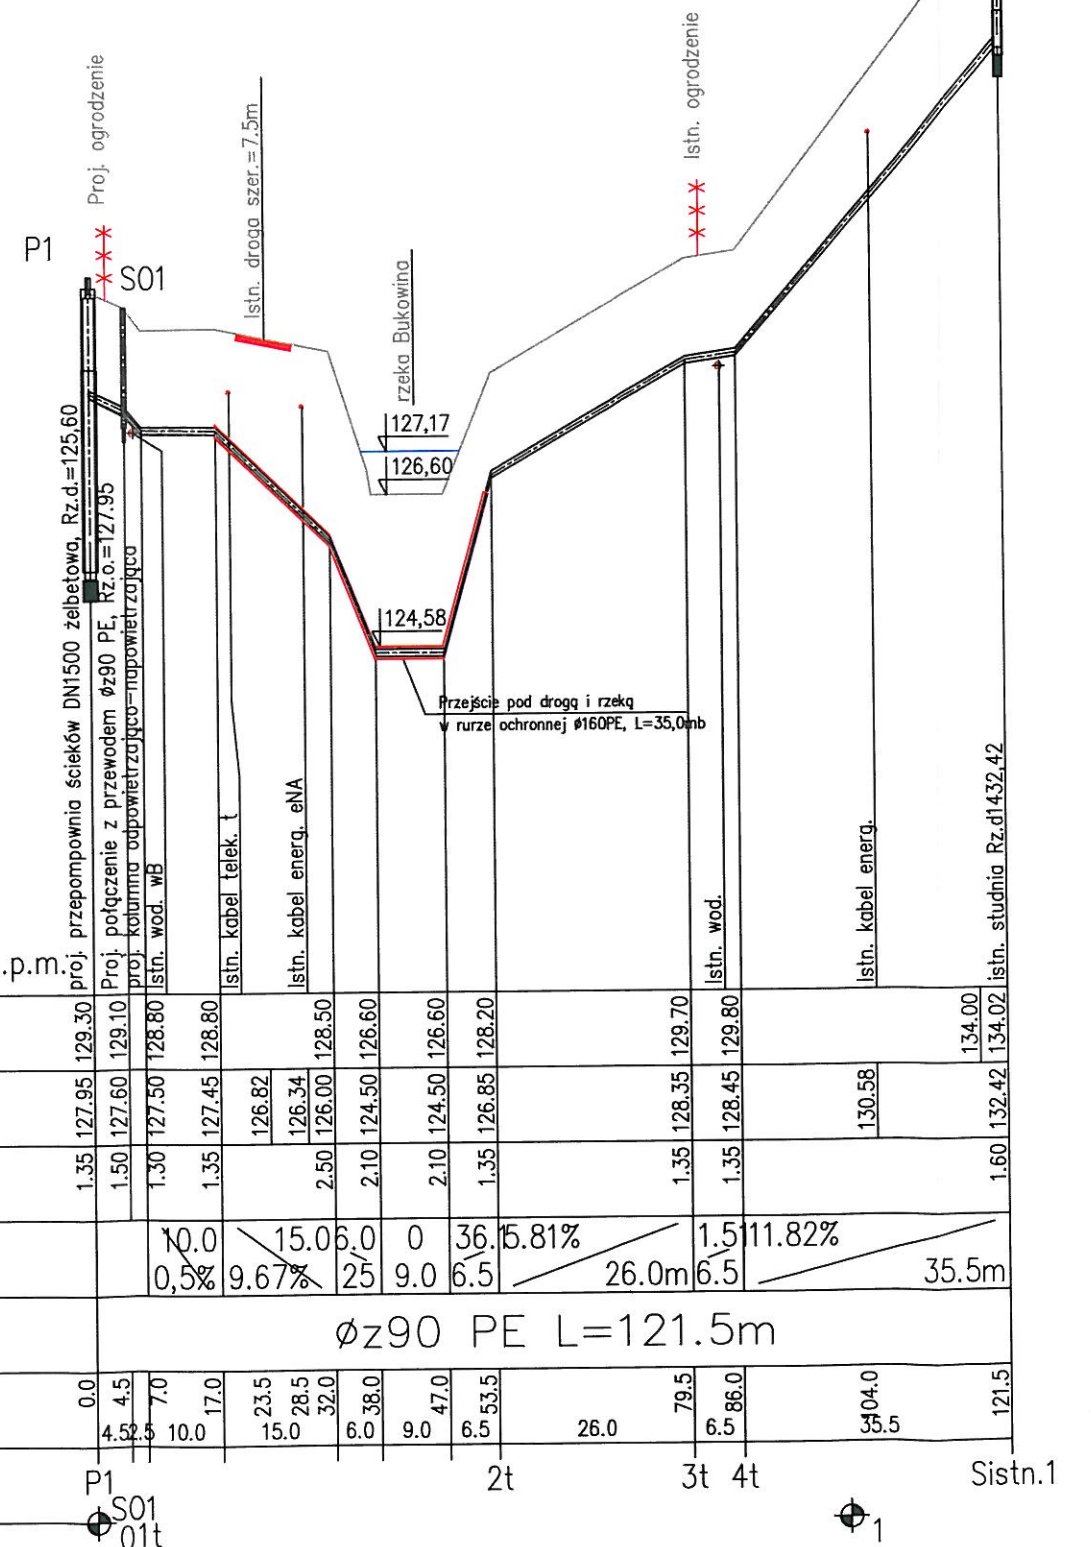 Proj. ogrodzenie
Istn. droga szer.=7.5m
rzeka Bukowina
Istn. ogrodzenie
P1
S01
127,17
126,60
124,58
Przejście pod drogą i rzeką
w rurze ochronnej ø160PE, L=35,0mb
proj. przepompownia ścieków DN1500 żelbetowa, Rz.d.=125,60
Proj. połączenie z przewodem øz90 PE, Rz.o.=127.95
proj. kolumna odpowietrzająco-napowietrzająca
Istn. wod. wB
Istn. kabel telek. t
Istn. kabel energ. eNA
Istn. wod.
Istn. kabel energ.
istn. studnia Rz.d1432,42
.p.m.
129.30 129.10 128.80 128.80 128.50 126.60 126.60 128.20 129.70 129.80 134.00 134.02
127.95 127.60 127.50 127.45 126.82 126.34 126.00 124.50 124.50 126.85 128.35 128.45 130.58 132.42
1.35 1.50 1.30 1.35 2.50 2.10 2.10 1.35 1.35 1.35 1.60
10.0 15.0 6.0 0 36.1 5.81% 1.51 11.82%
0,5% 9.67% 25 9.0 6.5 26.0m 6.5 35.5m
øz90 PE L=121.5m
0.0 4.5 7.0 17.0 23.5 28.5 32.0 38.0 47.0 53.5 79.5 86.0 104.0 121.5
4.5 2.5 10.0 15.0 6.0 9.0 6.5 26.0 6.5 35.5
P1 2t 3t 4t Sistn.1
S01
01t
1